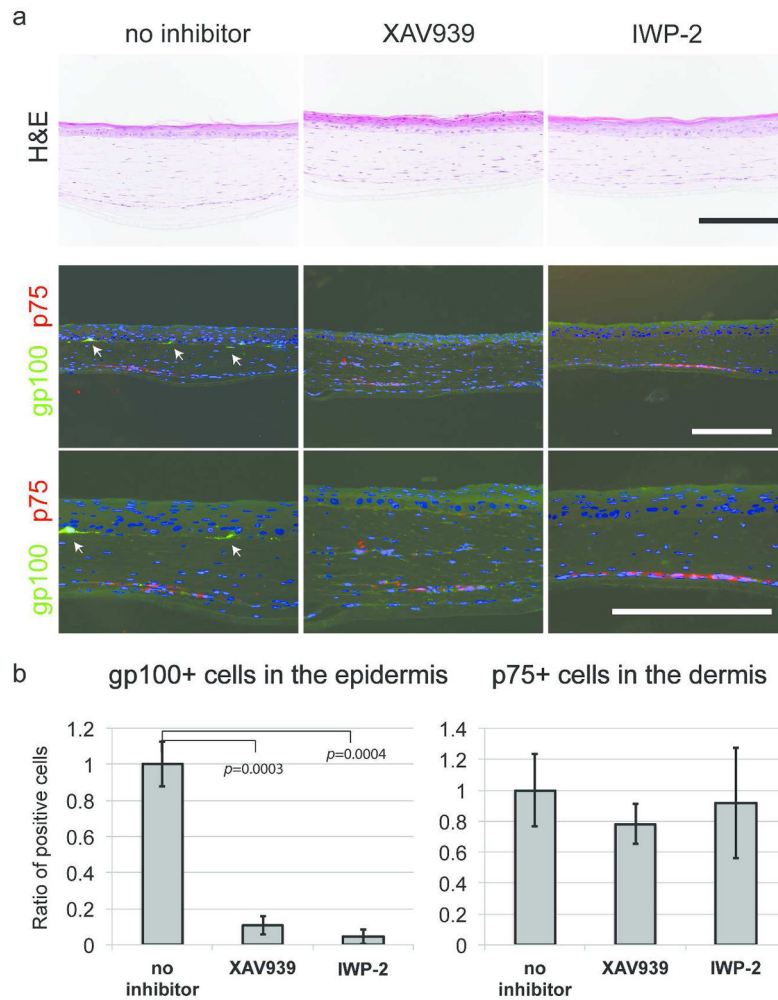 a
no inhibitor XAV939 IWP-2
H&E
gp100 p75
gp100 p75
b
gp100+ cells in the epidermis p75+ cells in the dermis
Ratio of positive cells
1.2
1
0.8
0.6
0.4
0.2
0
p=0.0003
p=0.0004
no inhibitor XAV939 IWP-2
1.4
1.2
1
0.8
0.6
0.4
0.2
0
no inhibitor XAV939 IWP-2